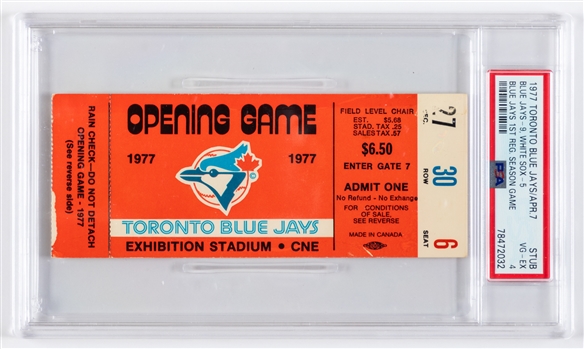 RAIN CHECK—DO NOT DETACH
OPENING GAME - 1977
(See reverse side)
OPENING GAME
1977
1977
TORONTO BLUE JAYS
EXHIBITION STADIUM • CNE
FIELD LEVEL CHAIR
EST. = $5.68
STAD. TAX .25
SALES TAX .57
$6.50
ENTER GATE 7
ADMIT ONE
No Refund - No Exchange
FOR CONDITIONS
OF SALE,
SEE REVERSE
MADE IN CANADA
27
SEC.
30
ROW
6
SEAT
1977 TORONTO BLUE JAYS/APR.7
BLUE JAYS - 9, WHITE SOX - 5
BLUE JAYS 1ST REG. SEASON GAME
PSA
STUB
VG - EX
4
78472032